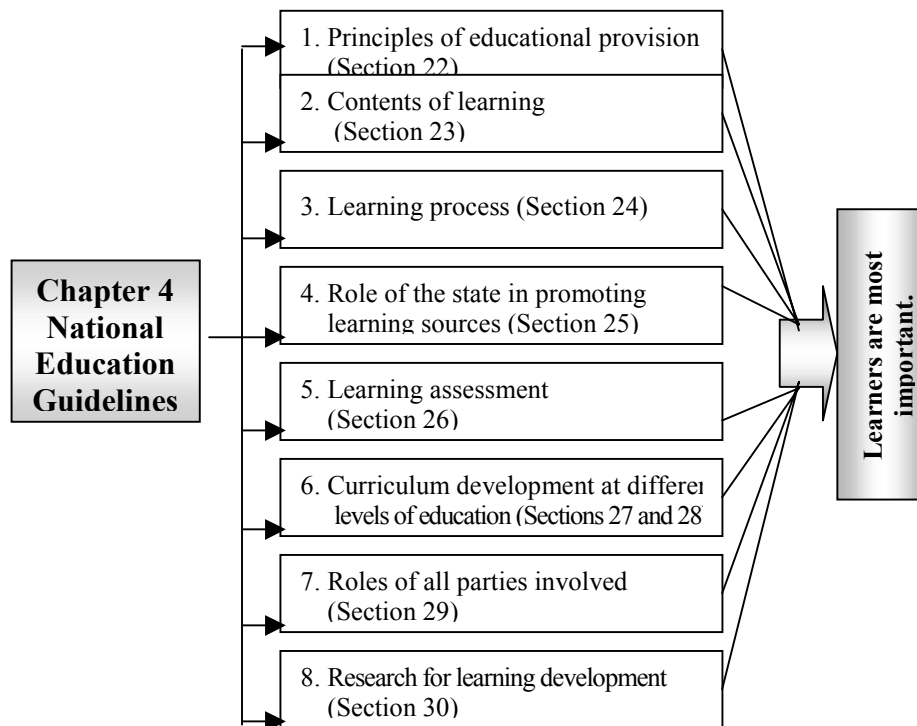 1. Principles of educational provision
(Section 22)
2. Contents of learning
(Section 23)
3. Learning process (Section 24)
Chapter 4
National
Education
Guidelines
4. Role of the state in promoting
learning sources (Section 25)
5. Learning assessment
(Section 26)
6. Curriculum development at differen
levels of education (Sections 27 and 28
7. Roles of all parties involved
(Section 29)
8. Research for learning development
(Section 30)
Learners are most
important.